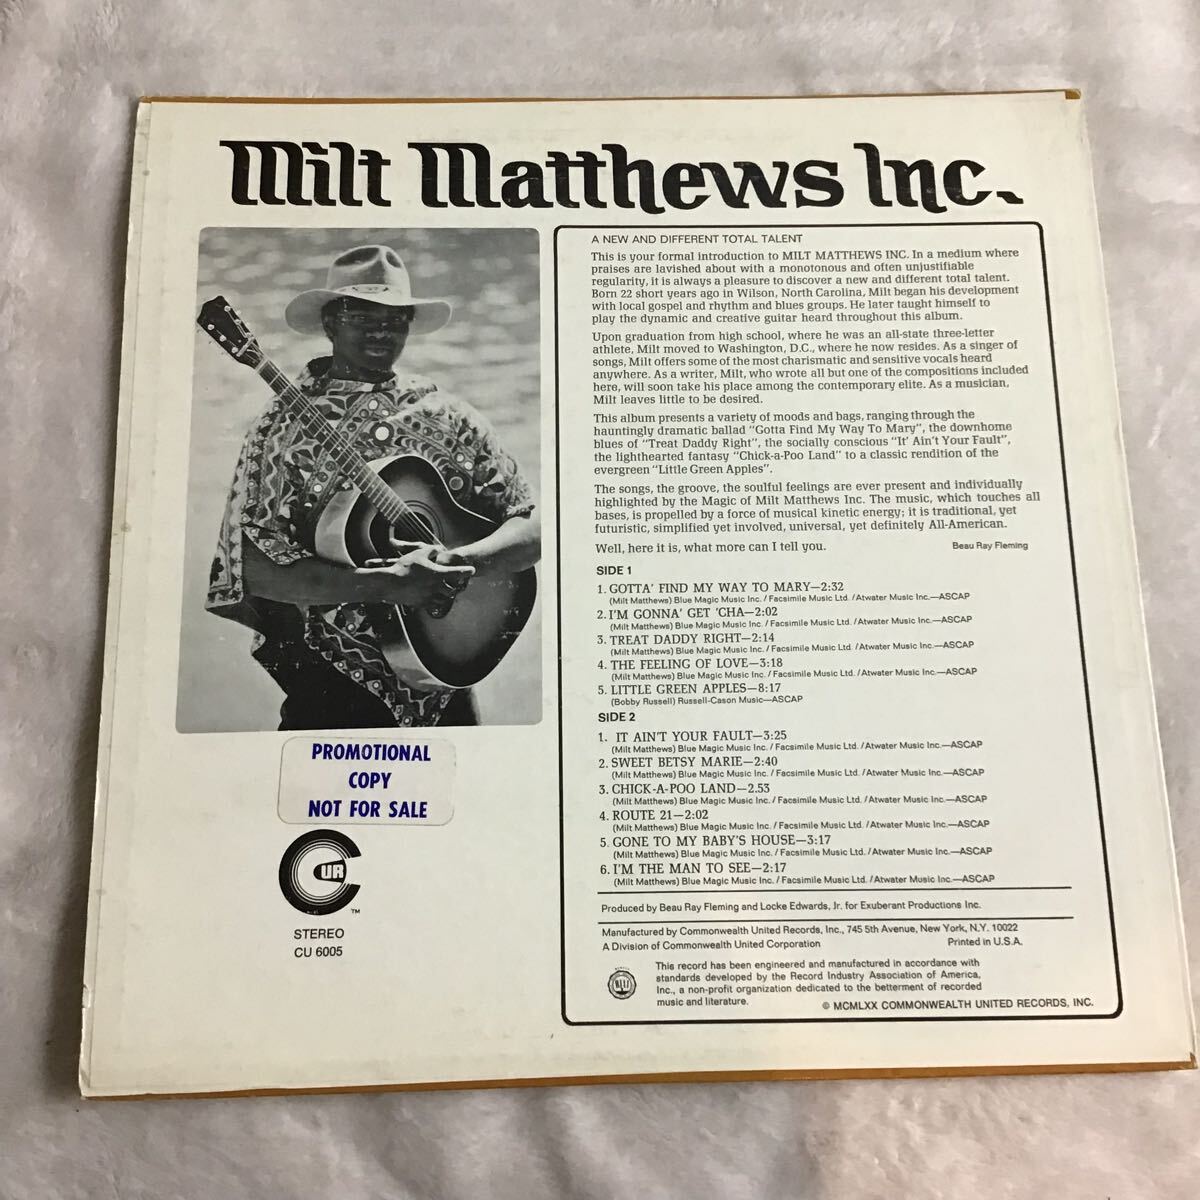 Milt Matthews Inc.
A NEW AND DIFFERENT TOTAL TALENT
This is your formal introduction to MILT MATTHEWS INC. In a medium where
praises are lavished about with a monotonous and often unjustifiable
regularity, it is always a pleasure to discover a new and different total talent.
Born 22 short years ago in Wilson, North Carolina, Milt began his development
with local gospel and rhythm and blues groups. He later taught himself to
play the dynamic and creative guitar heard throughout this album.
Upon graduation from high school, where he was an all-state three-letter
athlete, Milt moved to Washington, D.C., where he now resides. As a singer of
songs, Milt offers some of the most charismatic and sensitive vocals heard
anywhere. As a writer, Milt, who wrote all but one of the compositions included
here, will soon take his place among the contemporary elite. As a musician,
Milt leaves little to be desired.
This album presents a variety of moods and bags, ranging through the
hauntingly dramatic ballad "Gotta Find My Way To Mary", the downhome
blues of "Treat Daddy Right", the socially conscious "It' Ain't Your Fault",
the lighthearted fantasy "Chick-a-Poo Land" to a classic rendition of the
evergreen "Little Green Apples".
The songs, the groove, the soulful feelings are ever present and individually
highlighted by the Magic of Milt Matthews Inc. The music, which touches all
bases, is propelled by a force of musical kinetic energy; it is traditional, yet
futuristic, simplified yet involved, universal, yet definitely All-American.
Well, here it is, what more can I tell you. Beau Ray Fleming
SIDE 1
1. GOTTA' FIND MY WAY TO MARY—2:32
(Milt Matthews) Blue Magic Music Inc. / Facsimile Music Ltd. /Atwater Music Inc.—ASCAP
2. I'M GONNA' GET 'CHA—2:02
(Milt Matthews) Blue Magic Music Inc. / Facsimile Music Ltd. /Atwater Music Inc.—ASCAP
3. TREAT DADDY RIGHT—2:14
(Milt Matthews) Blue Magic Music Inc. / Facsimile Music Ltd /Atwater Music Inc.—ASCAP
4. THE FEELING OF LOVE—3:18
(Milt Matthews) Blue Magic Music Inc. / Facsimile Music Ltd. /Atwater Music Inc.—ASCAP
5. LITTLE GREEN APPLES—8:17
(Bobby Russell) Russell-Cason Music—ASCAP
SIDE 2
1. IT AIN'T YOUR FAULT—3:25
(Milt Matthews) Blue Magic Music Inc. / Facsimile Music Ltd. /Atwater Music Inc.—ASCAP
2. SWEET BETSY MARIE—2:40
(Milt Matthews) Blue Magic Music Inc. / Facsimile Music Ltd. /Atwater Music Inc.—ASCAP
3. CHICK-A-POO LAND—2.53
(Milt Matthews) Blue Magic Music Inc. / Facsimile Music Ltd. /Atwater Music Inc.—ASCAP
4. ROUTE 21—2:02
(Milt Matthews) Blue Magic Music Inc. / Facsimile Music Ltd. /Atwater Music Inc.—ASCAP
5. GONE TO MY BABY'S HOUSE—3:17
(Milt Matthews) Blue Magic Music Inc. / Facsimile Music Ltd. /Atwater Music Inc.—ASCAP
6. I'M THE MAN TO SEE—2:17
(Milt Matthews) Blue Magic Music Inc. / Facsimile Music Ltd. /Atwater Music Inc.—ASCAP
Produced by Beau Ray Fleming and Locke Edwards, Jr. for Exuberant Productions Inc.
Manufactured by Commonwealth United Records, Inc., 745 5th Avenue, New York, N.Y. 10022
A Division of Commonwealth United Corporation Printed in U.S.A.
This record has been engineered and manufactured in accordance with
standards developed by the Record Industry Association of America,
Inc., a non-profit organization dedicated to the betterment of recorded
music and literature.
© MCMLXX COMMONWEALTH UNITED RECORDS, INC.
PROMOTIONAL
COPY
NOT FOR SALE
CUR
TM
STEREO
CU 6005